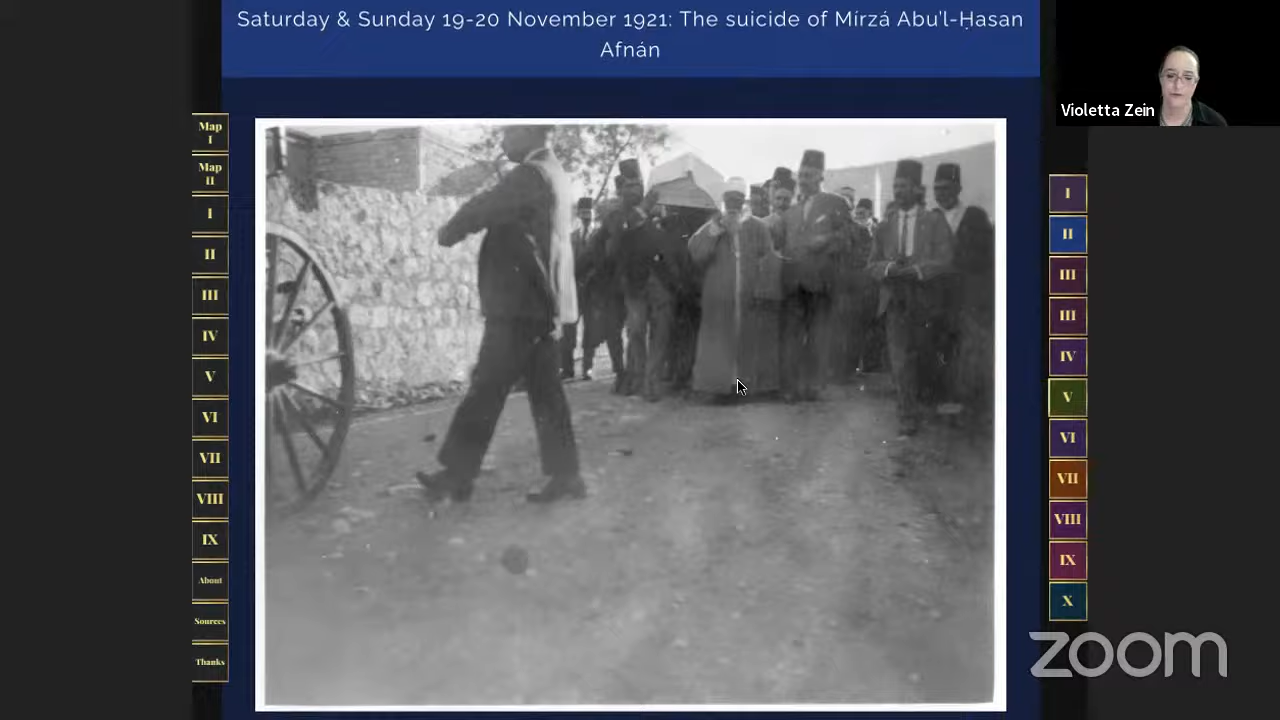 Saturday & Sunday 19-20 November 1921: The suicide of Mírzá Abu'l-Ḥasan
Afnán
Violetta Zein
Map
I
Map
II
I
II
III
IV
V
VI
VII
VIII
IX
About
Sources
Thanks
I
II
III
III
IV
V
VI
VII
VIII
IX
X
zoom